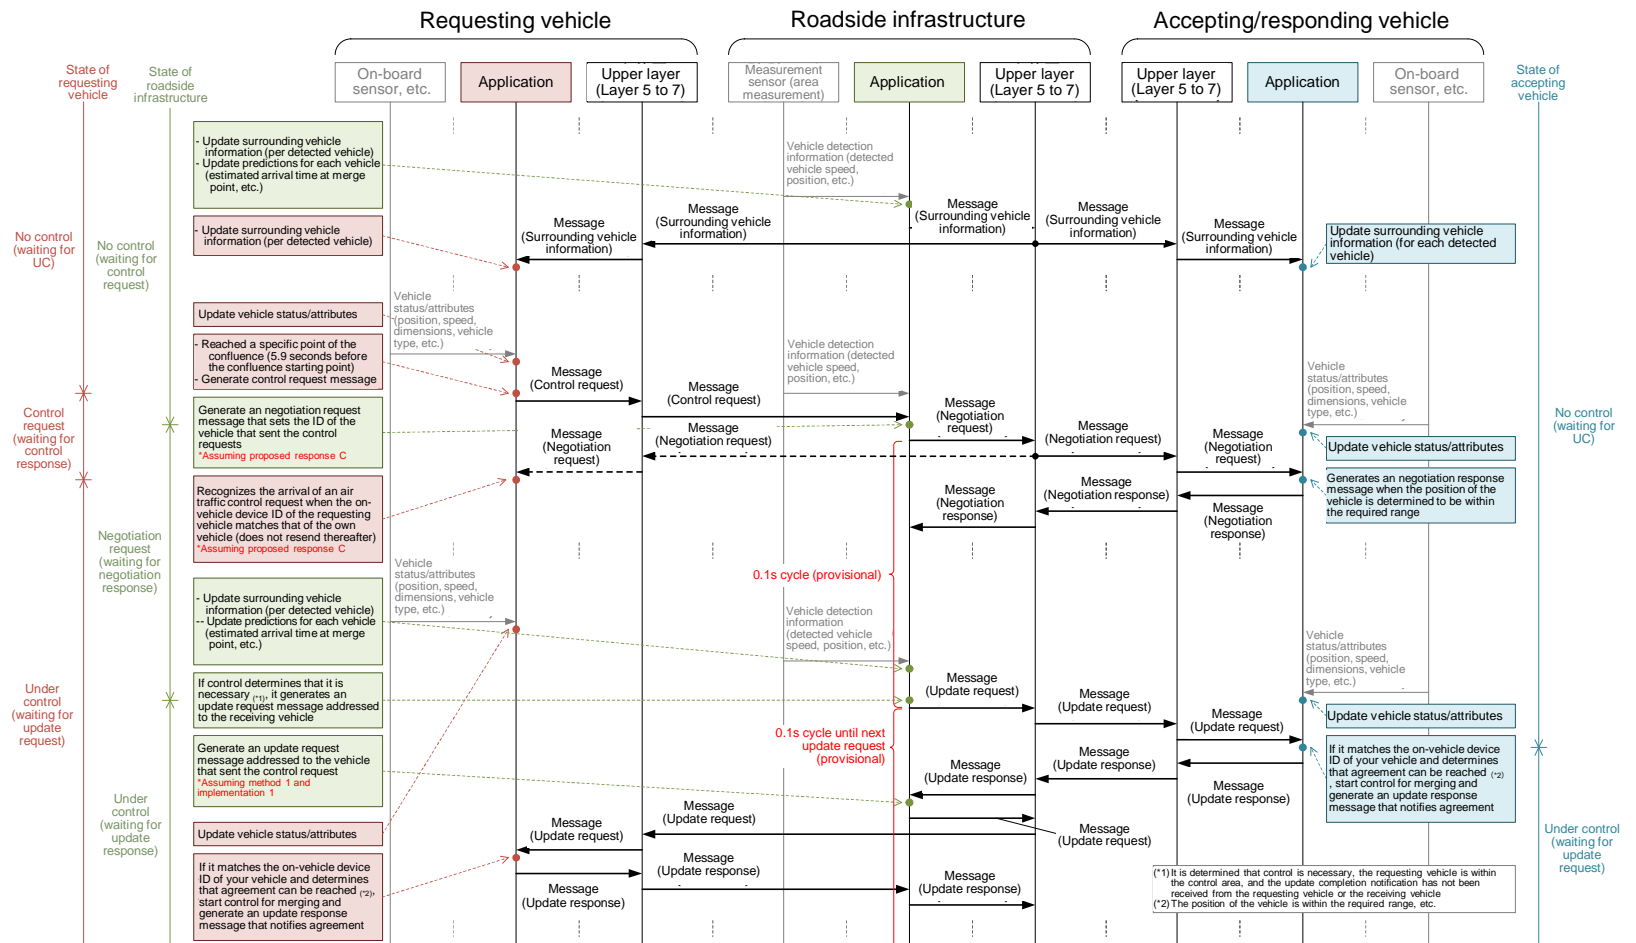 Requesting vehicle
Roadside infrastructure
Accepting/responding vehicle
State of
requesting
vehicle
State of
roadside
infrastructure
On-board
sensor, etc.
Application
Upper layer
(Layer 5 to 7)
Measurement
sensor (area
measurement)
Application
Upper layer
(Layer 5 to 7)
Upper layer
(Layer 5 to 7)
Application
On-board
sensor, etc.
State of
accepting
vehicle
- Update surrounding vehicle
information (per detected vehicle)
- Update predictions for each vehicle
(estimated arrival time at merge
point, etc.)
Vehicle detection
information (detected
vehicle speed,
position, etc.)
- Update surrounding vehicle
information (per detected vehicle)
Message
(Surrounding vehicle
information)
Message
(Surrounding vehicle
information)
Message
(Surrounding vehicle
information)
Message
(Surrounding vehicle
information)
Message
(Surrounding vehicle
information)
Update surrounding vehicle
information (for each detected
vehicle)
No control
(waiting for
UC)
No control
(waiting for
control
request)
Update vehicle status/attributes
Vehicle
status/attributes
(position, speed,
dimensions, vehicle
type, etc.)
- Reached a specific point of the
confluence (5.9 seconds before
the confluence starting point)
- Generate control request message
Message
(Control request)
Message
(Control request)
Vehicle detection
information (detected
vehicle speed,
position, etc.)
Vehicle
status/attributes
(position, speed,
dimensions, vehicle
type, etc.)
Control
request
(waiting for
control
response)
Generate an negotiation request
message that sets the ID of the
vehicle that sent the control
requests
*Assuming proposed response C
Message
(Negotiation
request)
Message
(Negotiation request)
Message
(Negotiation
request)
Message
(Negotiation request)
Message
(Negotiation
request)
Update vehicle status/attributes
No control
(waiting for
UC)
Recognizes the arrival of an air
traffic control request when the on-
vehicle device ID of the requesting
vehicle matches that of the own
vehicle (does not resend thereafter)
*Assuming proposed response C
Generates an negotiation response
message when the position of the
vehicle is determined to be within
the required range
Message
(Negotiation response)
Message
(Negotiation
response)
Message
(Negotiation
response)
Negotiation
request
(waiting for
negotiation
response)
0.1s cycle (provisional)
Vehicle
status/attributes
(position, speed,
dimensions, vehicle
type, etc.)
- Update surrounding vehicle
information (per detected vehicle)
-- Update predictions for each vehicle
(estimated arrival time at merge
point, etc.)
Vehicle detection
information
(detected vehicle
speed, position, etc.)
Vehicle
status/attributes
(position, speed,
dimensions, vehicle
type, etc.)
If control determines that it is
necessary (*1), it generates an
update request message addressed
to the receiving vehicle
Message
(Update request)
Message
(Update request)
Message
(Update request)
Update vehicle status/attributes
Under
control
(waiting for
update
request)
0.1s cycle until next
update request
(provisional)
Generate an update request
message addressed to the vehicle
that sent the control request
*Assuming method 1 and
implementation 1
If it matches the on-vehicle device
ID of your vehicle and determines
that agreement can be reached (*2)
, start control for merging and
generate an update response
message that notifies agreement
Message
(Update response)
Message
(Update response)
Message
(Update response)
Under
control
(waiting for
update
response)
Update vehicle status/attributes
Message
(Update request)
Message
(Update request)
Message
(Update request)
Under control
(waiting for
update
request)
If it matches the on-vehicle device
ID of your vehicle and determines
that agreement can be reached (*2),
start control for merging and
generate an update response
message that notifies agreement
Message
(Update response)
Message
(Update response)
Message
(Update response)
(*1) It is determined that control is necessary, the requesting vehicle is within
the control area, and the update completion notification has not been
received from the requesting vehicle or the receiving vehicle
(*2) The position of the vehicle is within the required range, etc.